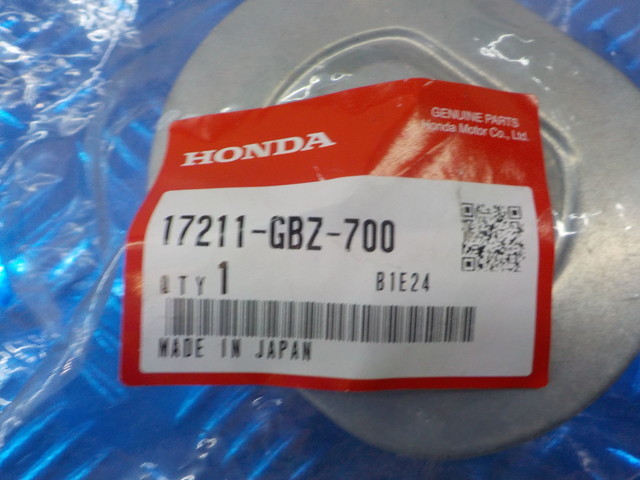 GENUINE PARTS
Honda Motor Co., Ltd.
HONDA
17211-GBZ-700
QTY 1 B1E24
MADE IN JAPAN